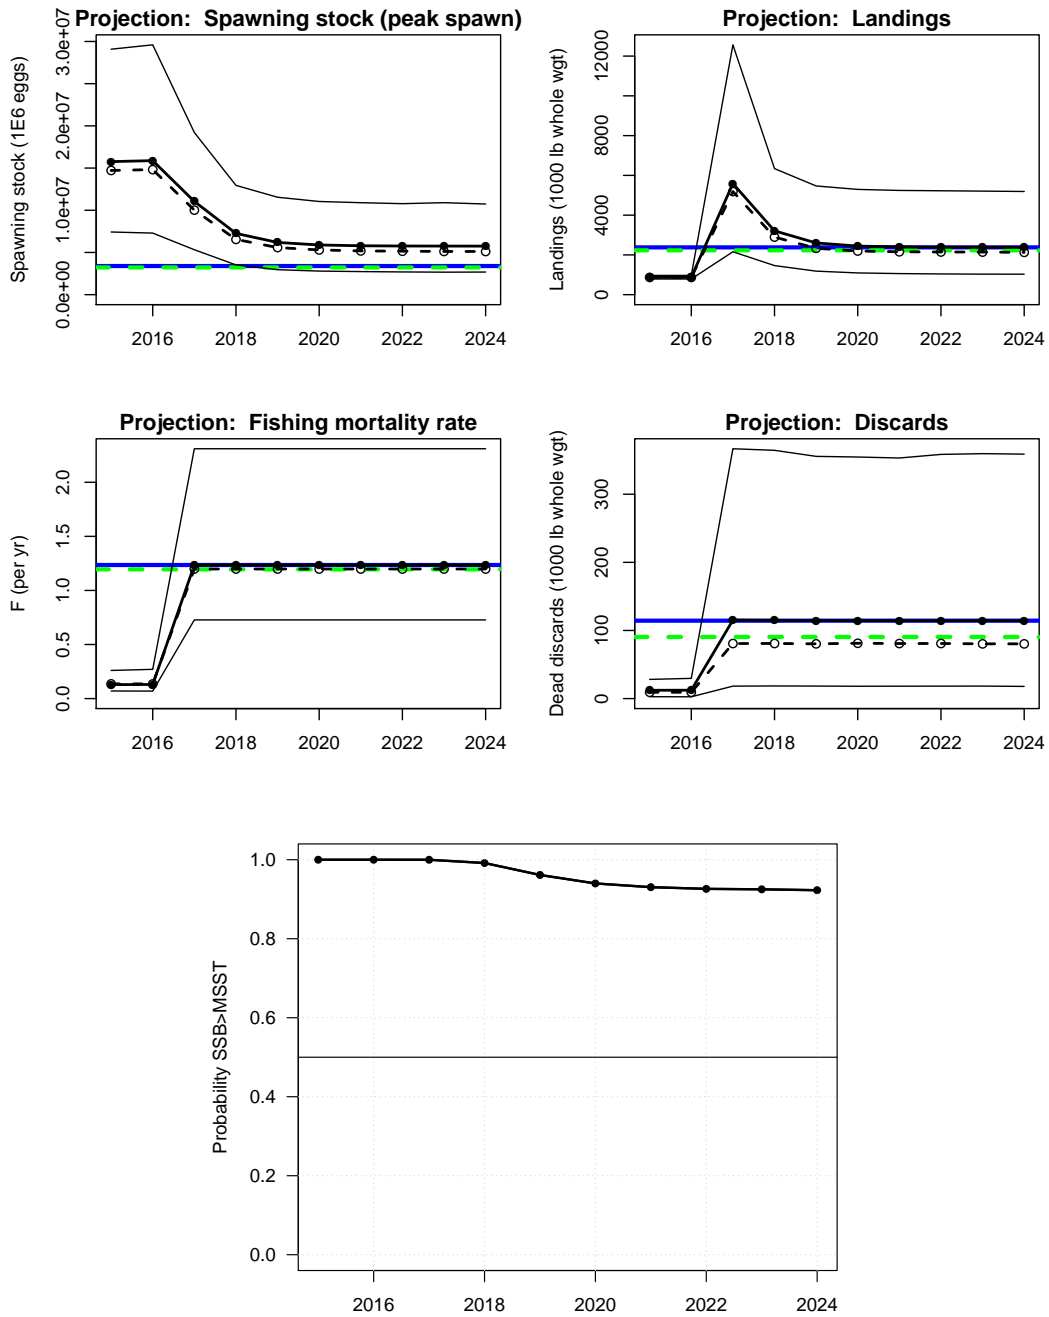 Projection:  Spawning stock (peak spawn)
Spawning stock (1E6 eggs)
3.0e+07
2.0e+07
1.0e+07
0.0e+00
2016 2018 2020 2022 2024
Projection:  Landings
Landings (1000 lb whole wgt)
12000
8000
4000
0
2016 2018 2020 2022 2024
Projection:  Fishing mortality rate
F (per yr)
2.0
1.5
1.0
0.5
0.0
2016 2018 2020 2022 2024
Projection:  Discards
Dead discards (1000 lb whole wgt)
300
200
100
0
2016 2018 2020 2022 2024
Probability SSB>MSST
1.0
0.8
0.6
0.4
0.2
0.0
2016 2018 2020 2022 2024